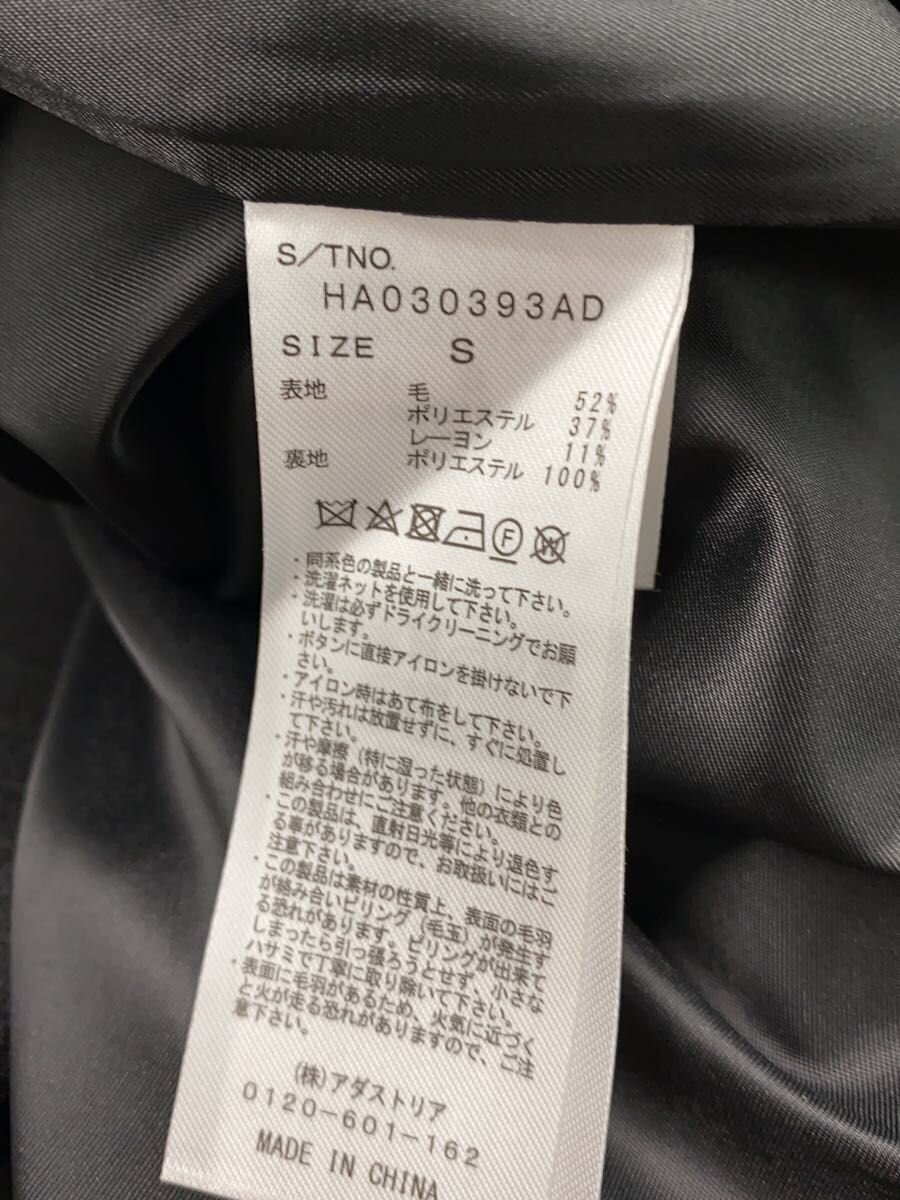 S/TNO.
HA030393AD
SIZE S
表地 毛 52%
ポリエステル 37%
レーヨン 11%
裏地 ポリエステル 100%
F W
・同系色の製品と一緒に洗って下さい。
・洗濯ネットを使用して下さい。
・洗濯は必ずドライクリーニングでお願
いします。
・ボタンに直接アイロンを掛けないで下
さい。
・アイロン時はあて布をして下さい。
・汗や汚れは放置せずに、すぐに処置し
て下さい。
・汗や摩擦(特に湿った状態)により色
が移る場合があります。他の衣類との
組み合わせにご注意ください。
・この製品は、直射日光等により退色す
る事がありますので、お取扱いにはご
注意下さい。
・この製品は素材の性質上、表面の毛羽
が絡み合いピリング(毛玉)が発生す
る恐れがあります。ピリングが出来て
しまったら引っ張ろうとせず、小さな
ハサミで丁寧に取り除いて下さい。
・表面に毛羽があるため、火気に近づく
と火が走る恐れがありますので、ご注
意下さい。
(株)アダストリア
0120-601-162
MADE IN CHINA